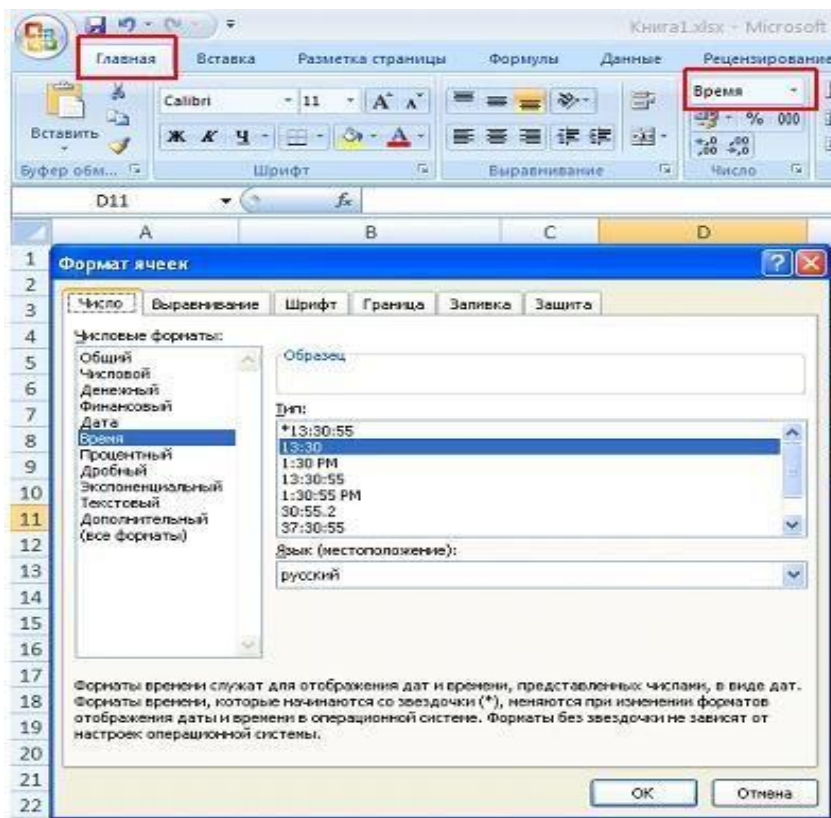 Книга1.xlsx - Microsoft
Главная Вставка Разметка страницы Формулы Данные Рецензирование
Вставить Calibri 11 A A Время
Ж К Ч A % 000
,0 ,00 ,00 ,0
Буфер обм... Шрифт Выравнивание Число
D11 fx
A B C D
1 Формат ячеек ?
2
3 Число Выравнивание Шрифт Граница Заливка Защита
4 Числовые форматы:
5 Общий Образец
Числовой
6 Денежный
Финансовый Тип:
7 Дата *13:30:55
8 Время 13:30
Процентный 1:30 PM
9 Дробный 13:30:55
10 Экспоненциальный 1:30:55 PM
Текстовый 30:55.2
11 Дополнительный 37:30:55
(все форматы)
12 Язык (местоположение):
13 русский
14
15
16
17 Форматы времени служат для отображения дат и времени, представленных числами, в виде дат.
18 Форматы времени, которые начинаются со звездочки (*), меняются при изменении форматов
19 отображения даты и времени в операционной системе. Форматы без звездочки не зависят от
настроек операционной системы.
20
21
22 ОК Отмена